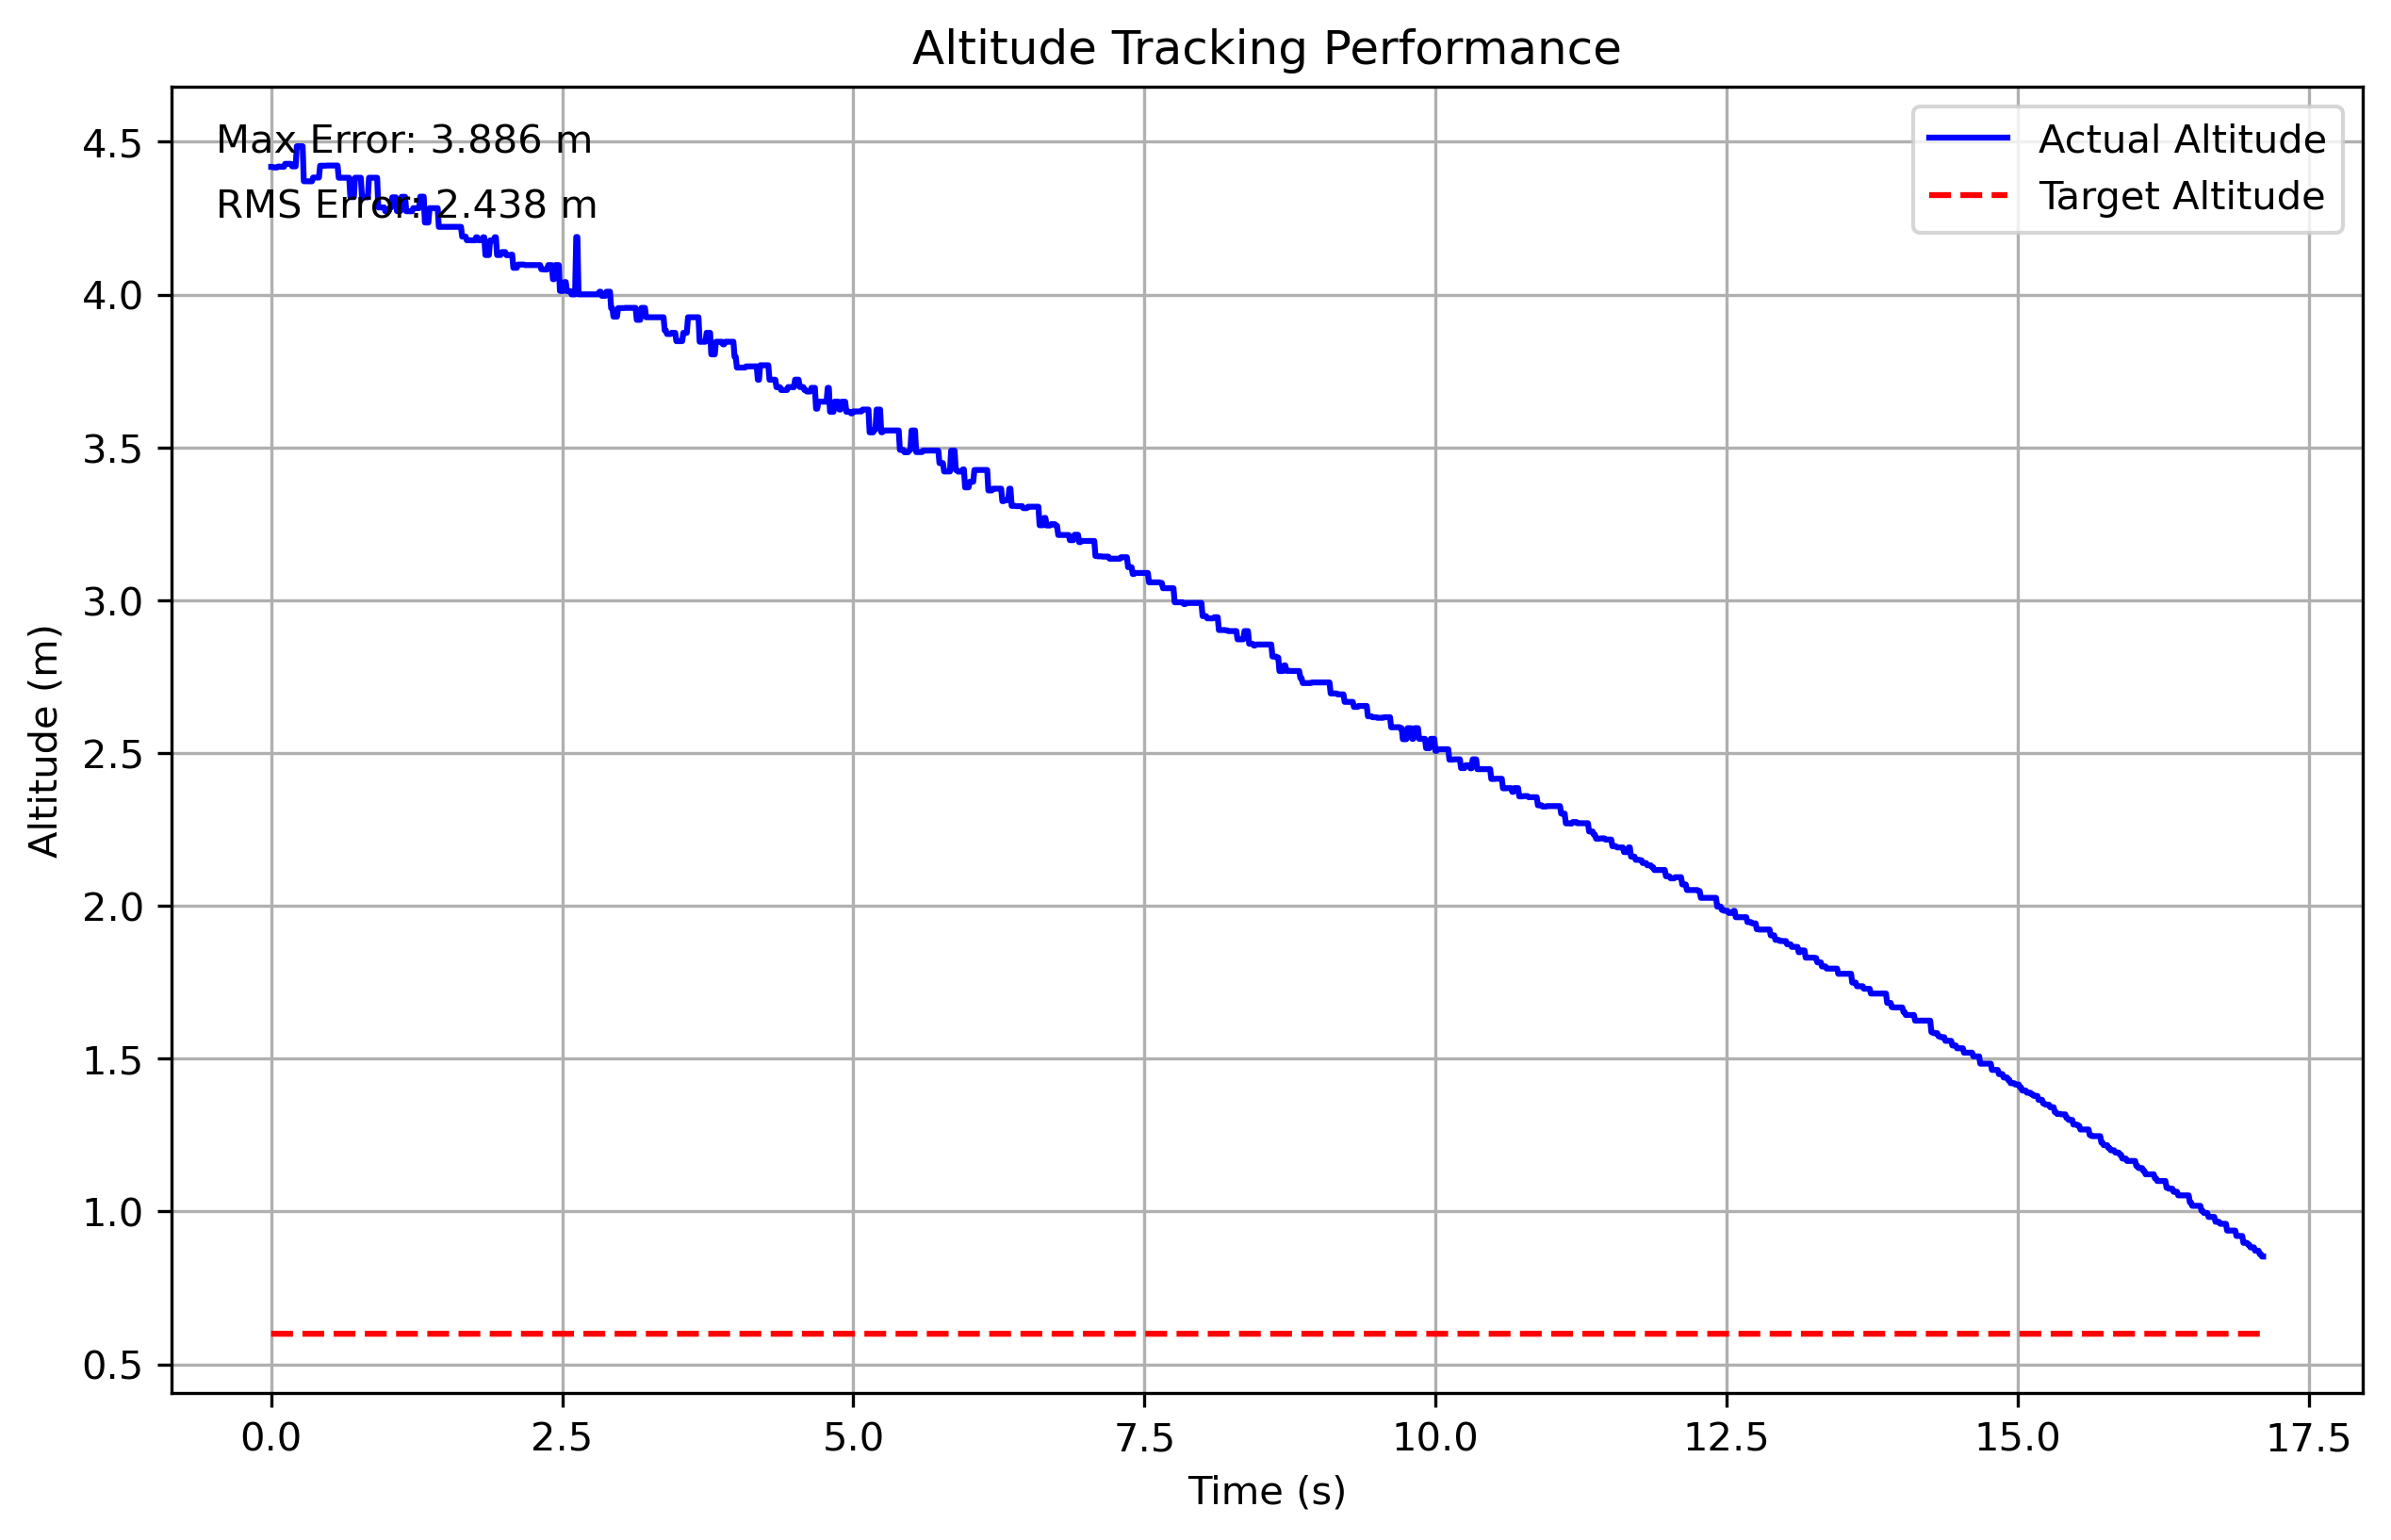 Altitude Tracking Performance
Max Error: 3.886 m
RMS Error: 2.438 m
Actual Altitude
Target Altitude
4.5
4.0
3.5
3.0
2.5
2.0
1.5
1.0
0.5
Altitude (m)
0.0 2.5 5.0 7.5 10.0 12.5 15.0 17.5
Time (s)